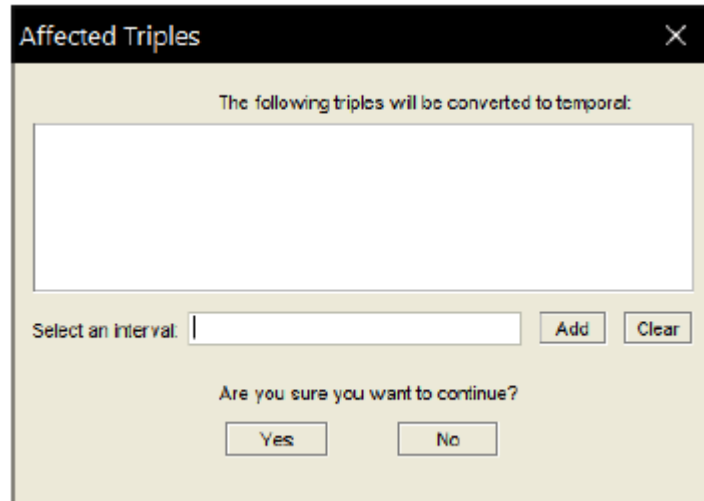 Affected Triples
The following triples will be converted to temporal:
Select an interval: Add Clear
Are you sure you want to continue?
Yes No